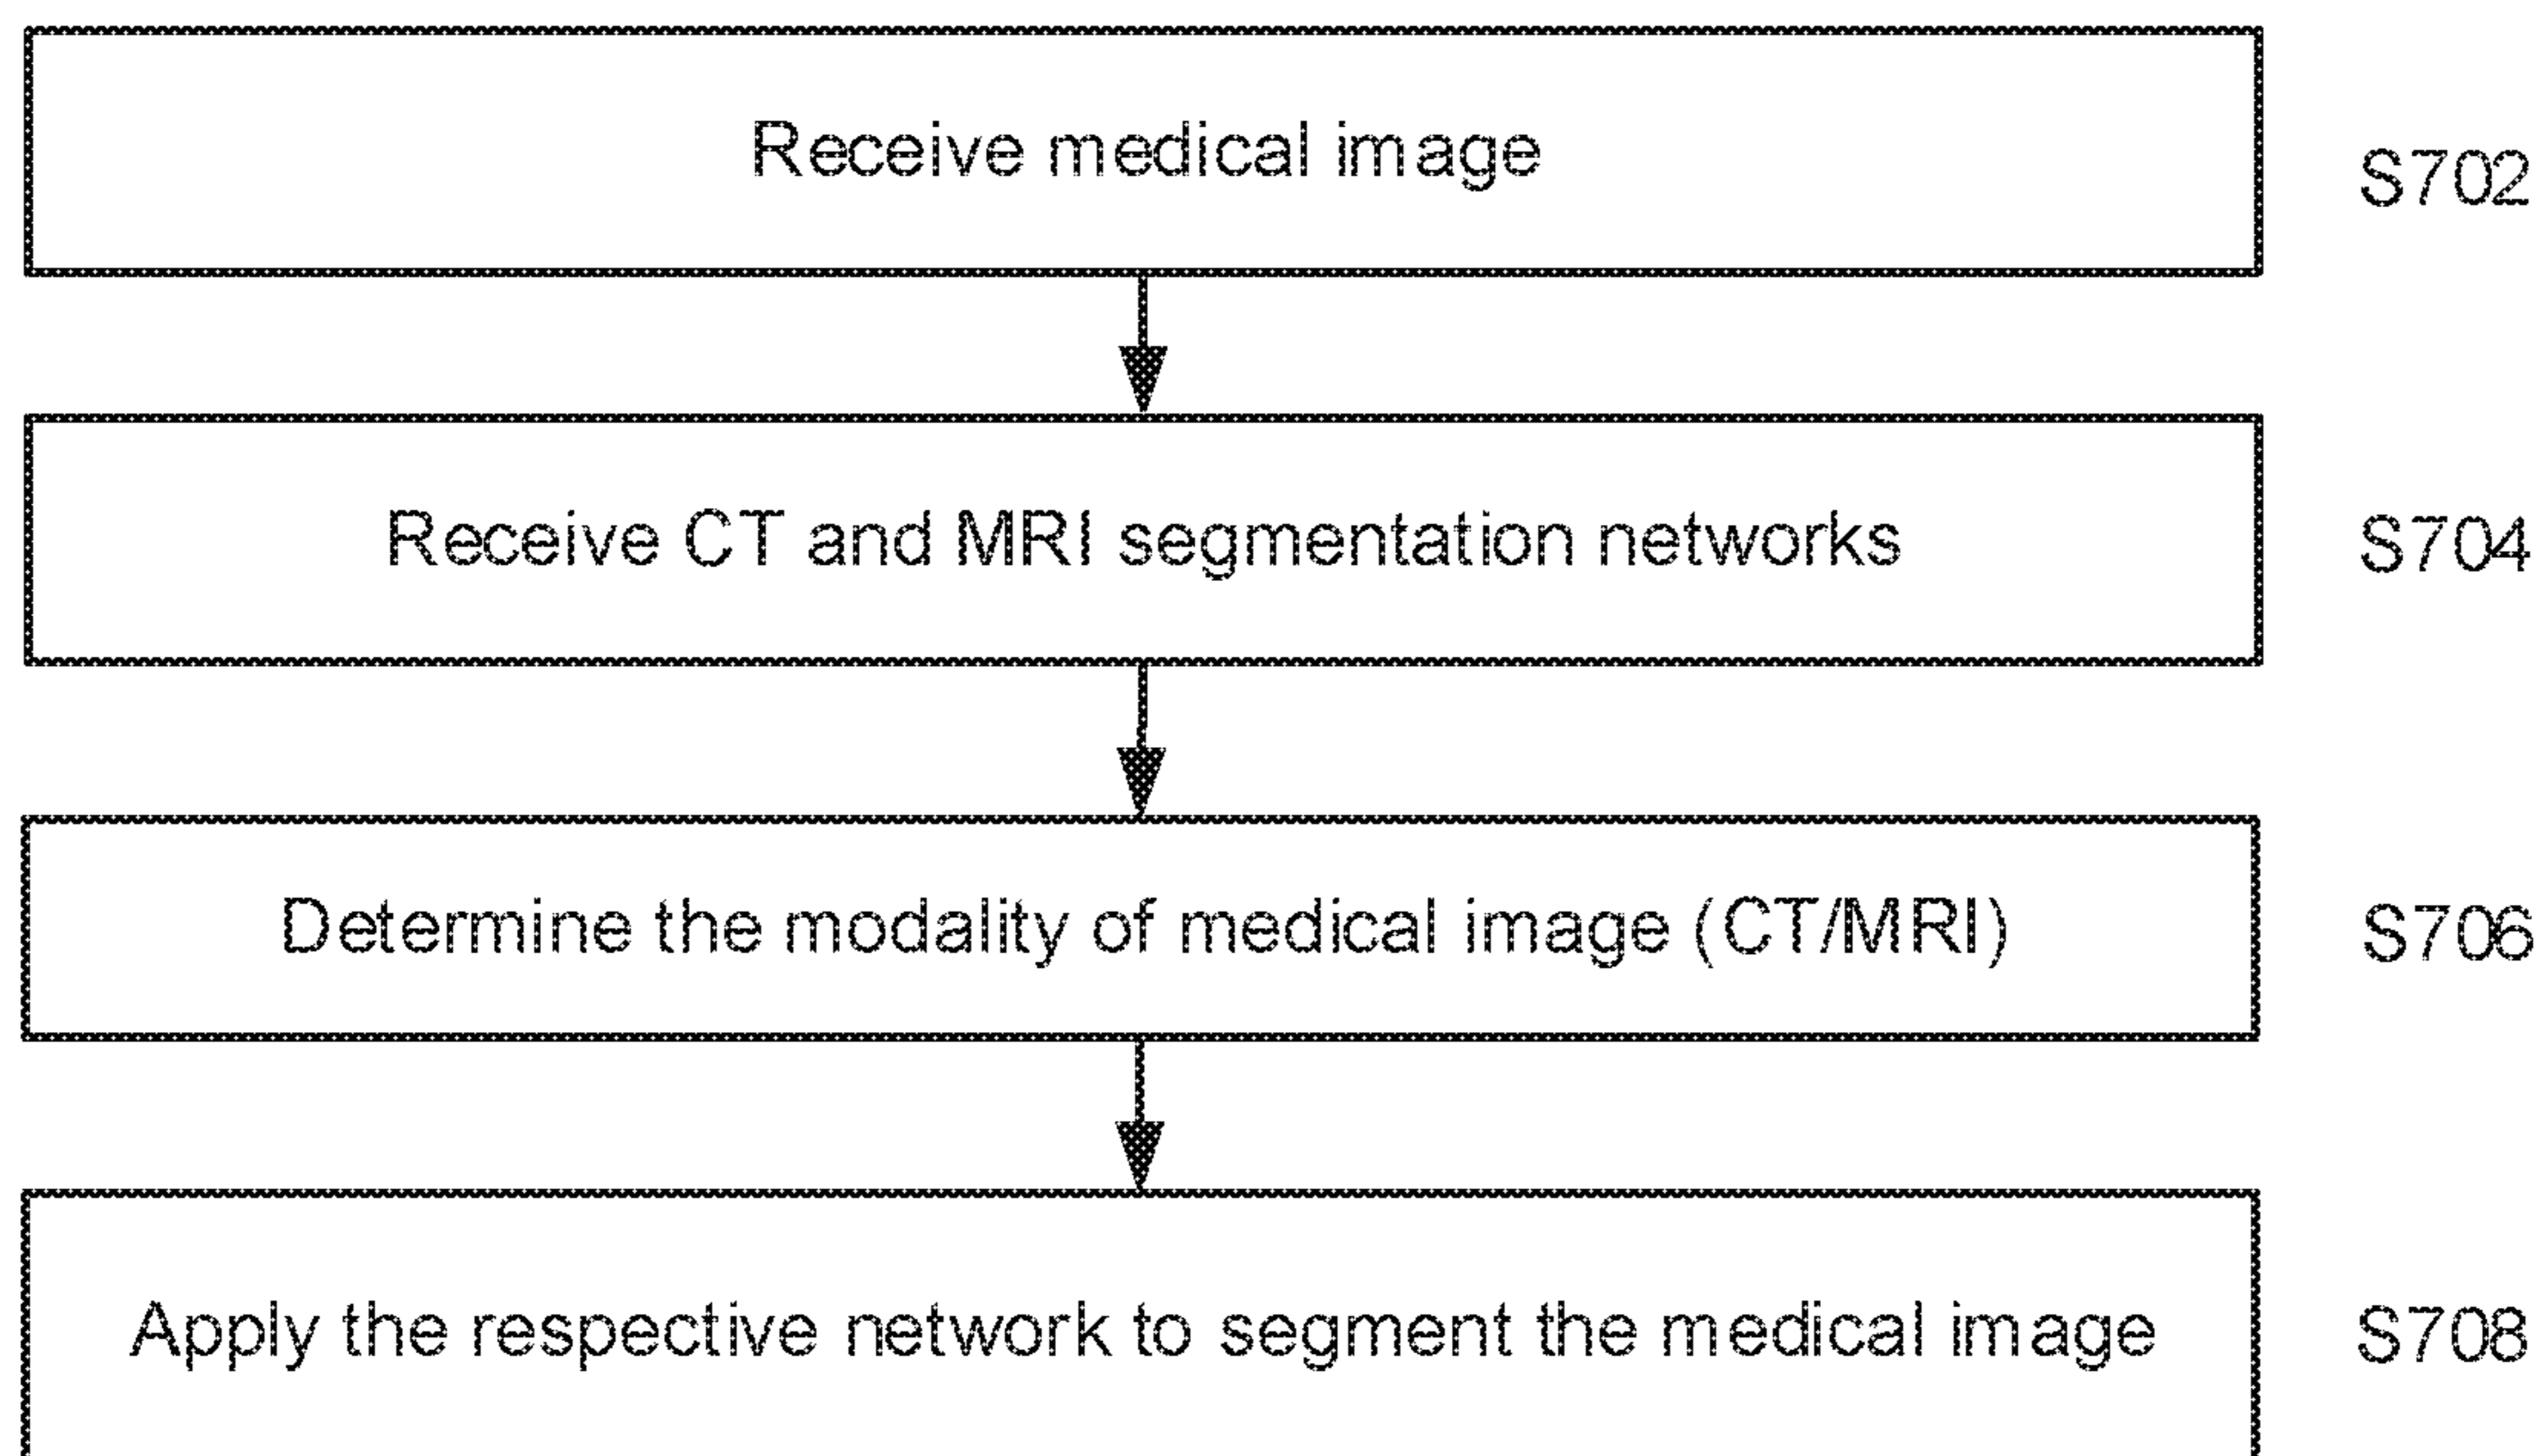 Receive medical image
S702
Receive CT and MRI segmentation networks
S704
Determine the modality of medical image (CT/MRI)
S706
Apply the respective network to segment the medical image
S708